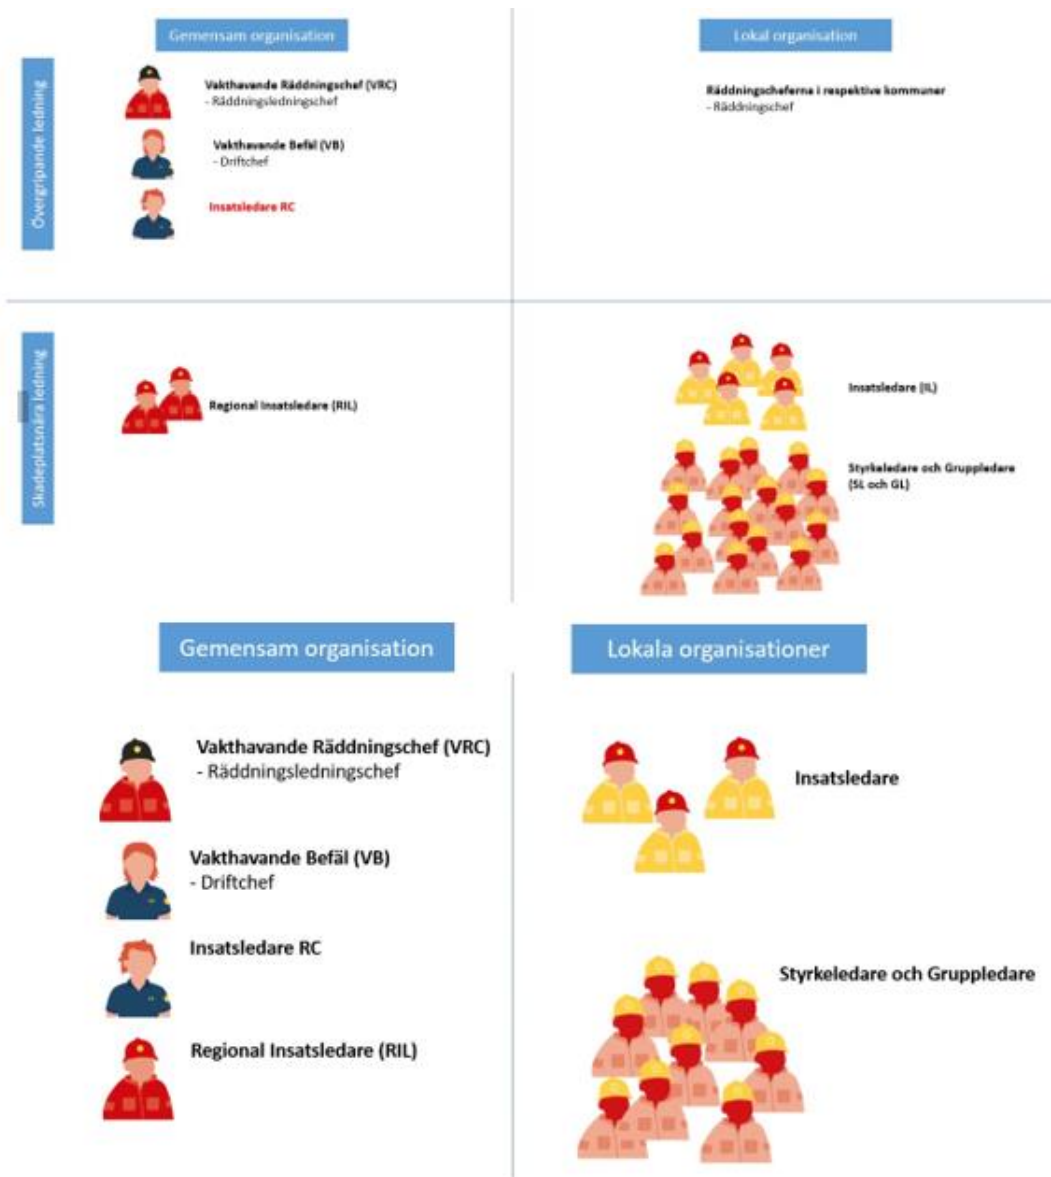 Gemensam organisation
Lokal organisation
Övergripande ledning
Vakthavande Räddningschef (VRC)
- Räddningsledningschef
Vakthavande Befäl (VB)
- Driftchef
Insatsledare RC
Räddningscheferna i respektive kommuner
- Räddningschef
Skadeplatsnära ledning
Regional Insatsledare (RIL)
Insatsledare (IL)
Styrkeledare och Gruppledare
(SL och GL)
Gemensam organisation
Lokala organisationer
Vakthavande Räddningschef (VRC)
- Räddningsledningschef
Vakthavande Befäl (VB)
- Driftchef
Insatsledare RC
Regional Insatsledare (RIL)
Insatsledare
Styrkeledare och Gruppledare